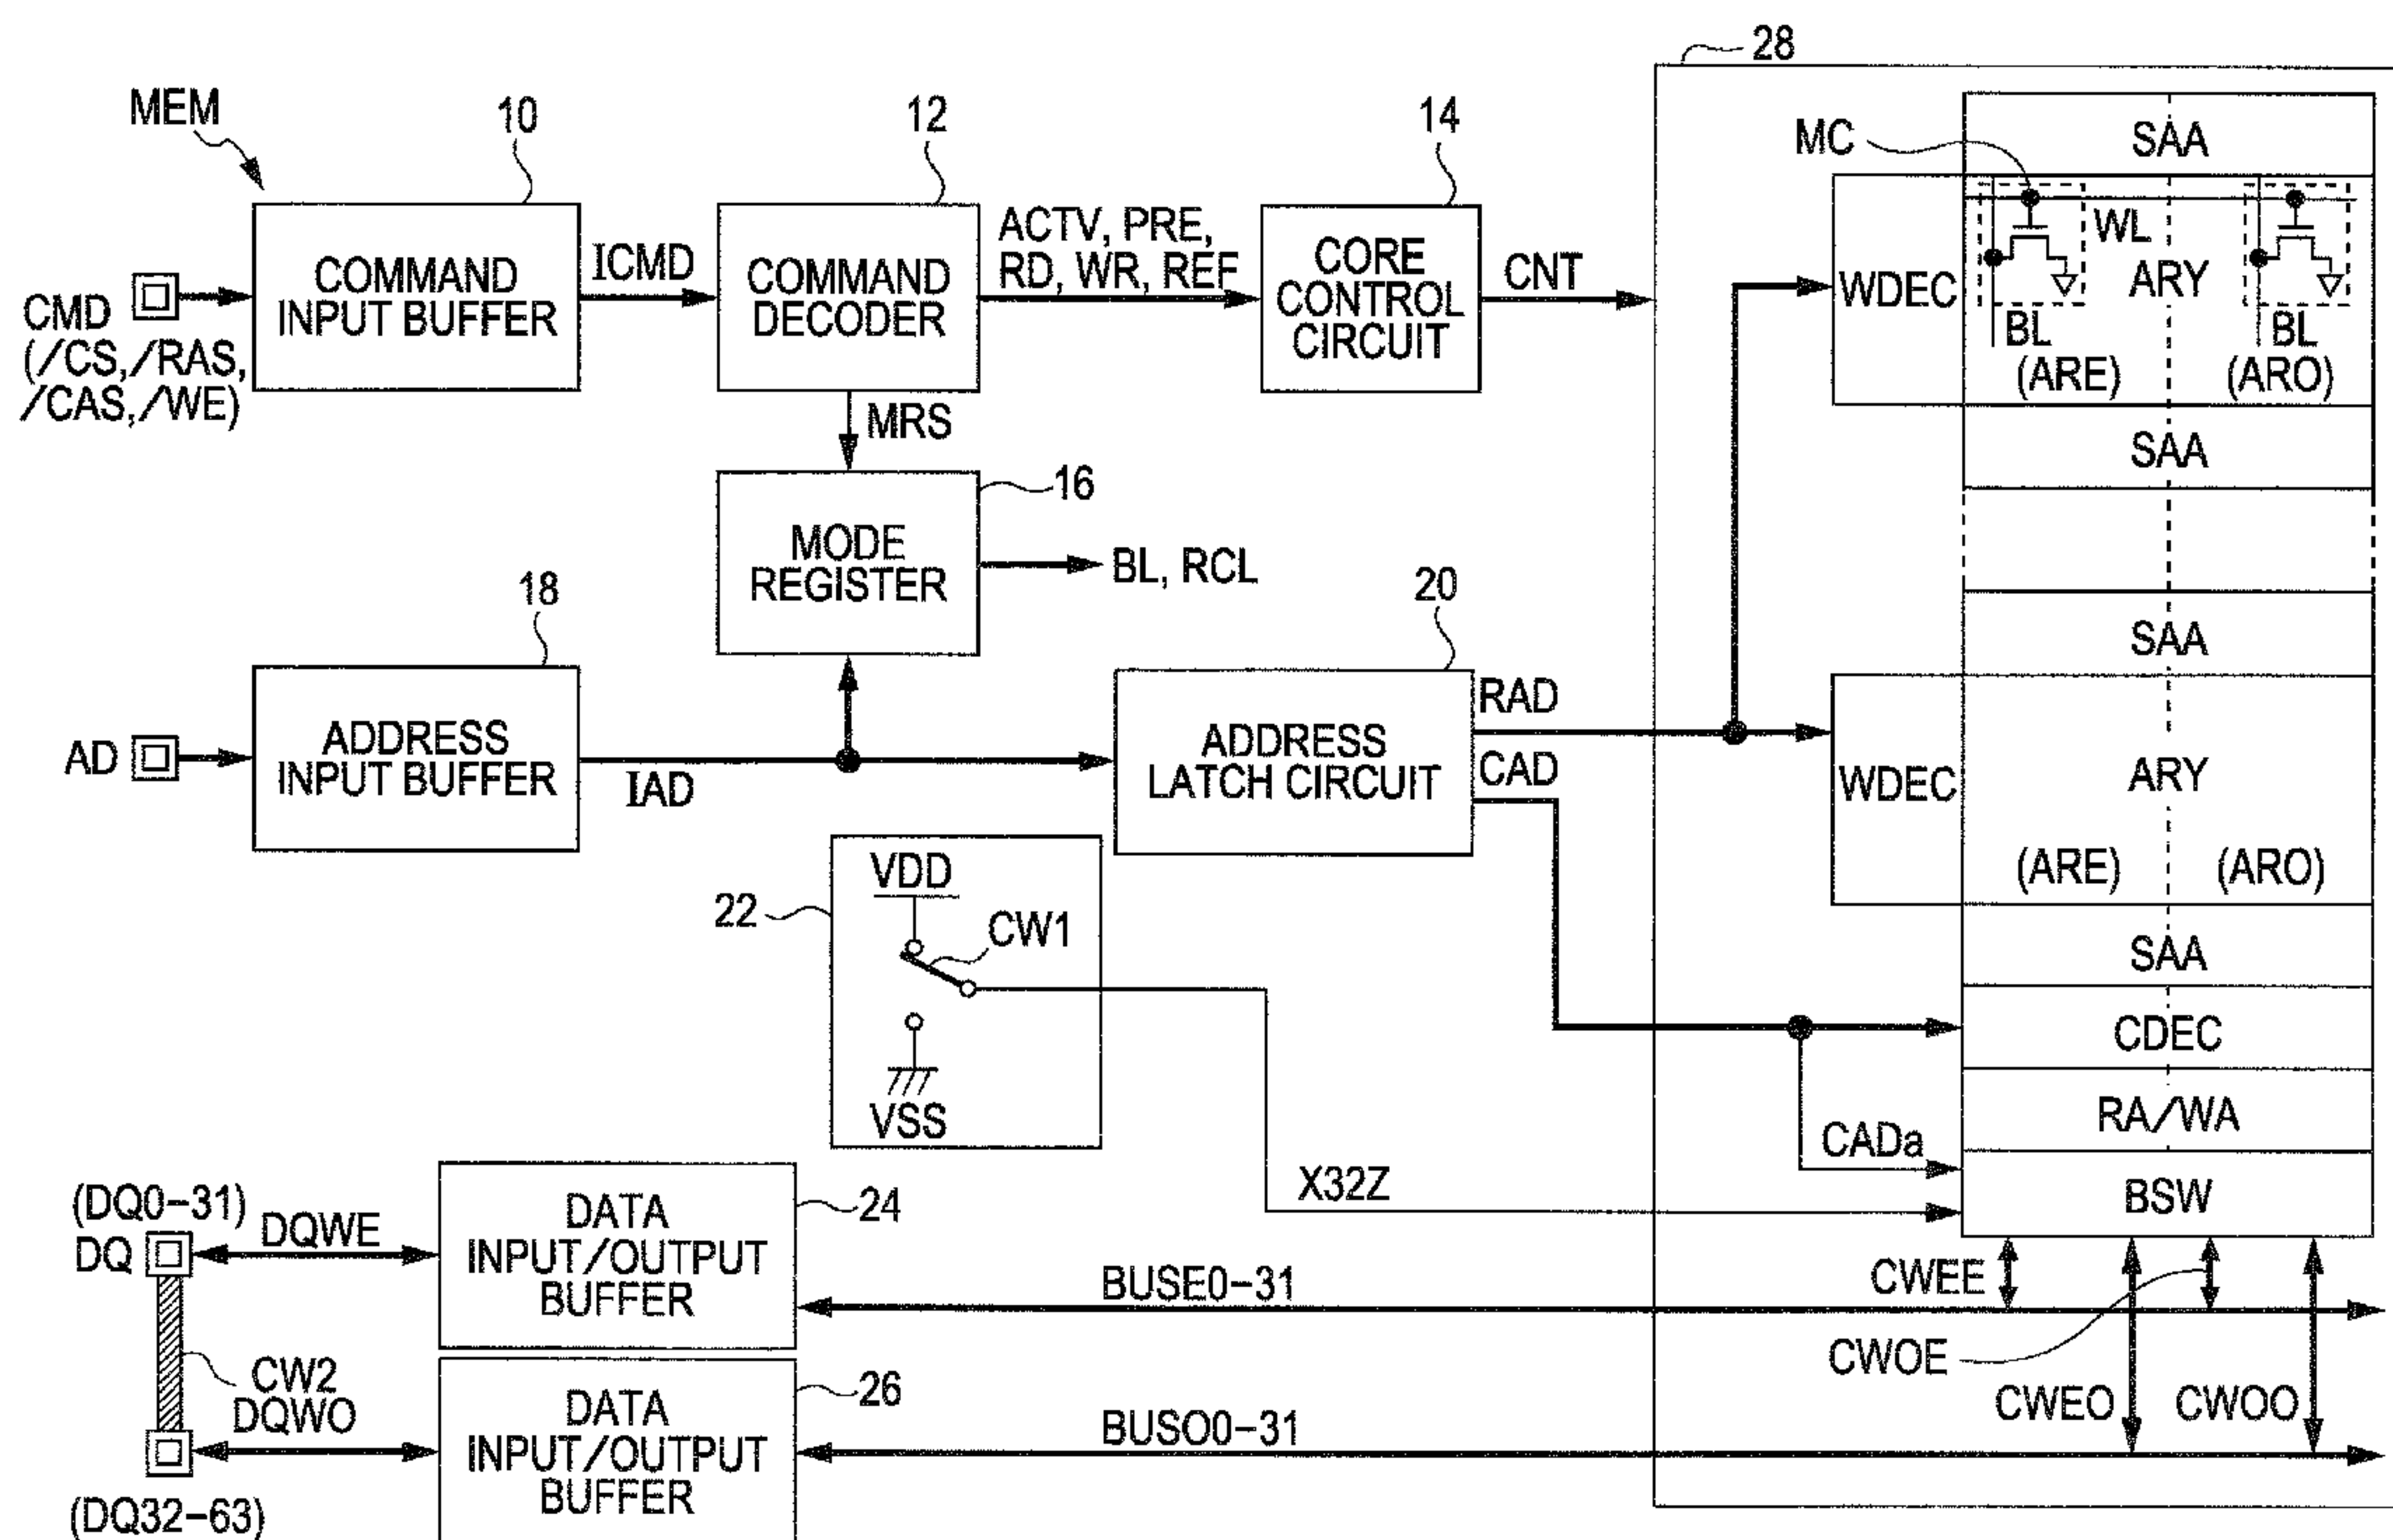 28
MEM
10
12
14
MC
SAA
COMMAND
INPUT BUFFER
ICMD
COMMAND
DECODER
ACTV, PRE,
RD, WR, REF
CORE
CONTROL
CIRCUIT
CNT
WDEC
WL
ARY
BL
BL
(ARE)
(ARO)
CMD
(/CS,/RAS,
/CAS,/WE)
MRS
SAA
16
MODE
REGISTER
BL, RCL
18
20
SAA
AD
ADDRESS
INPUT BUFFER
IAD
ADDRESS
LATCH CIRCUIT
RAD
CAD
WDEC
ARY
(ARE)
(ARO)
22
VDD
CW1
VSS
SAA
CDEC
RA/WA
CADa
X32Z
BSW
(DQ0-31)
DQ
DQWE
DATA
INPUT/OUTPUT
BUFFER
24
BUSE0-31
CWEE
CWOE
CWEO
CWOO
CW2
DQWO
DATA
INPUT/OUTPUT
BUFFER
26
BUSO0-31
(DQ32-63)